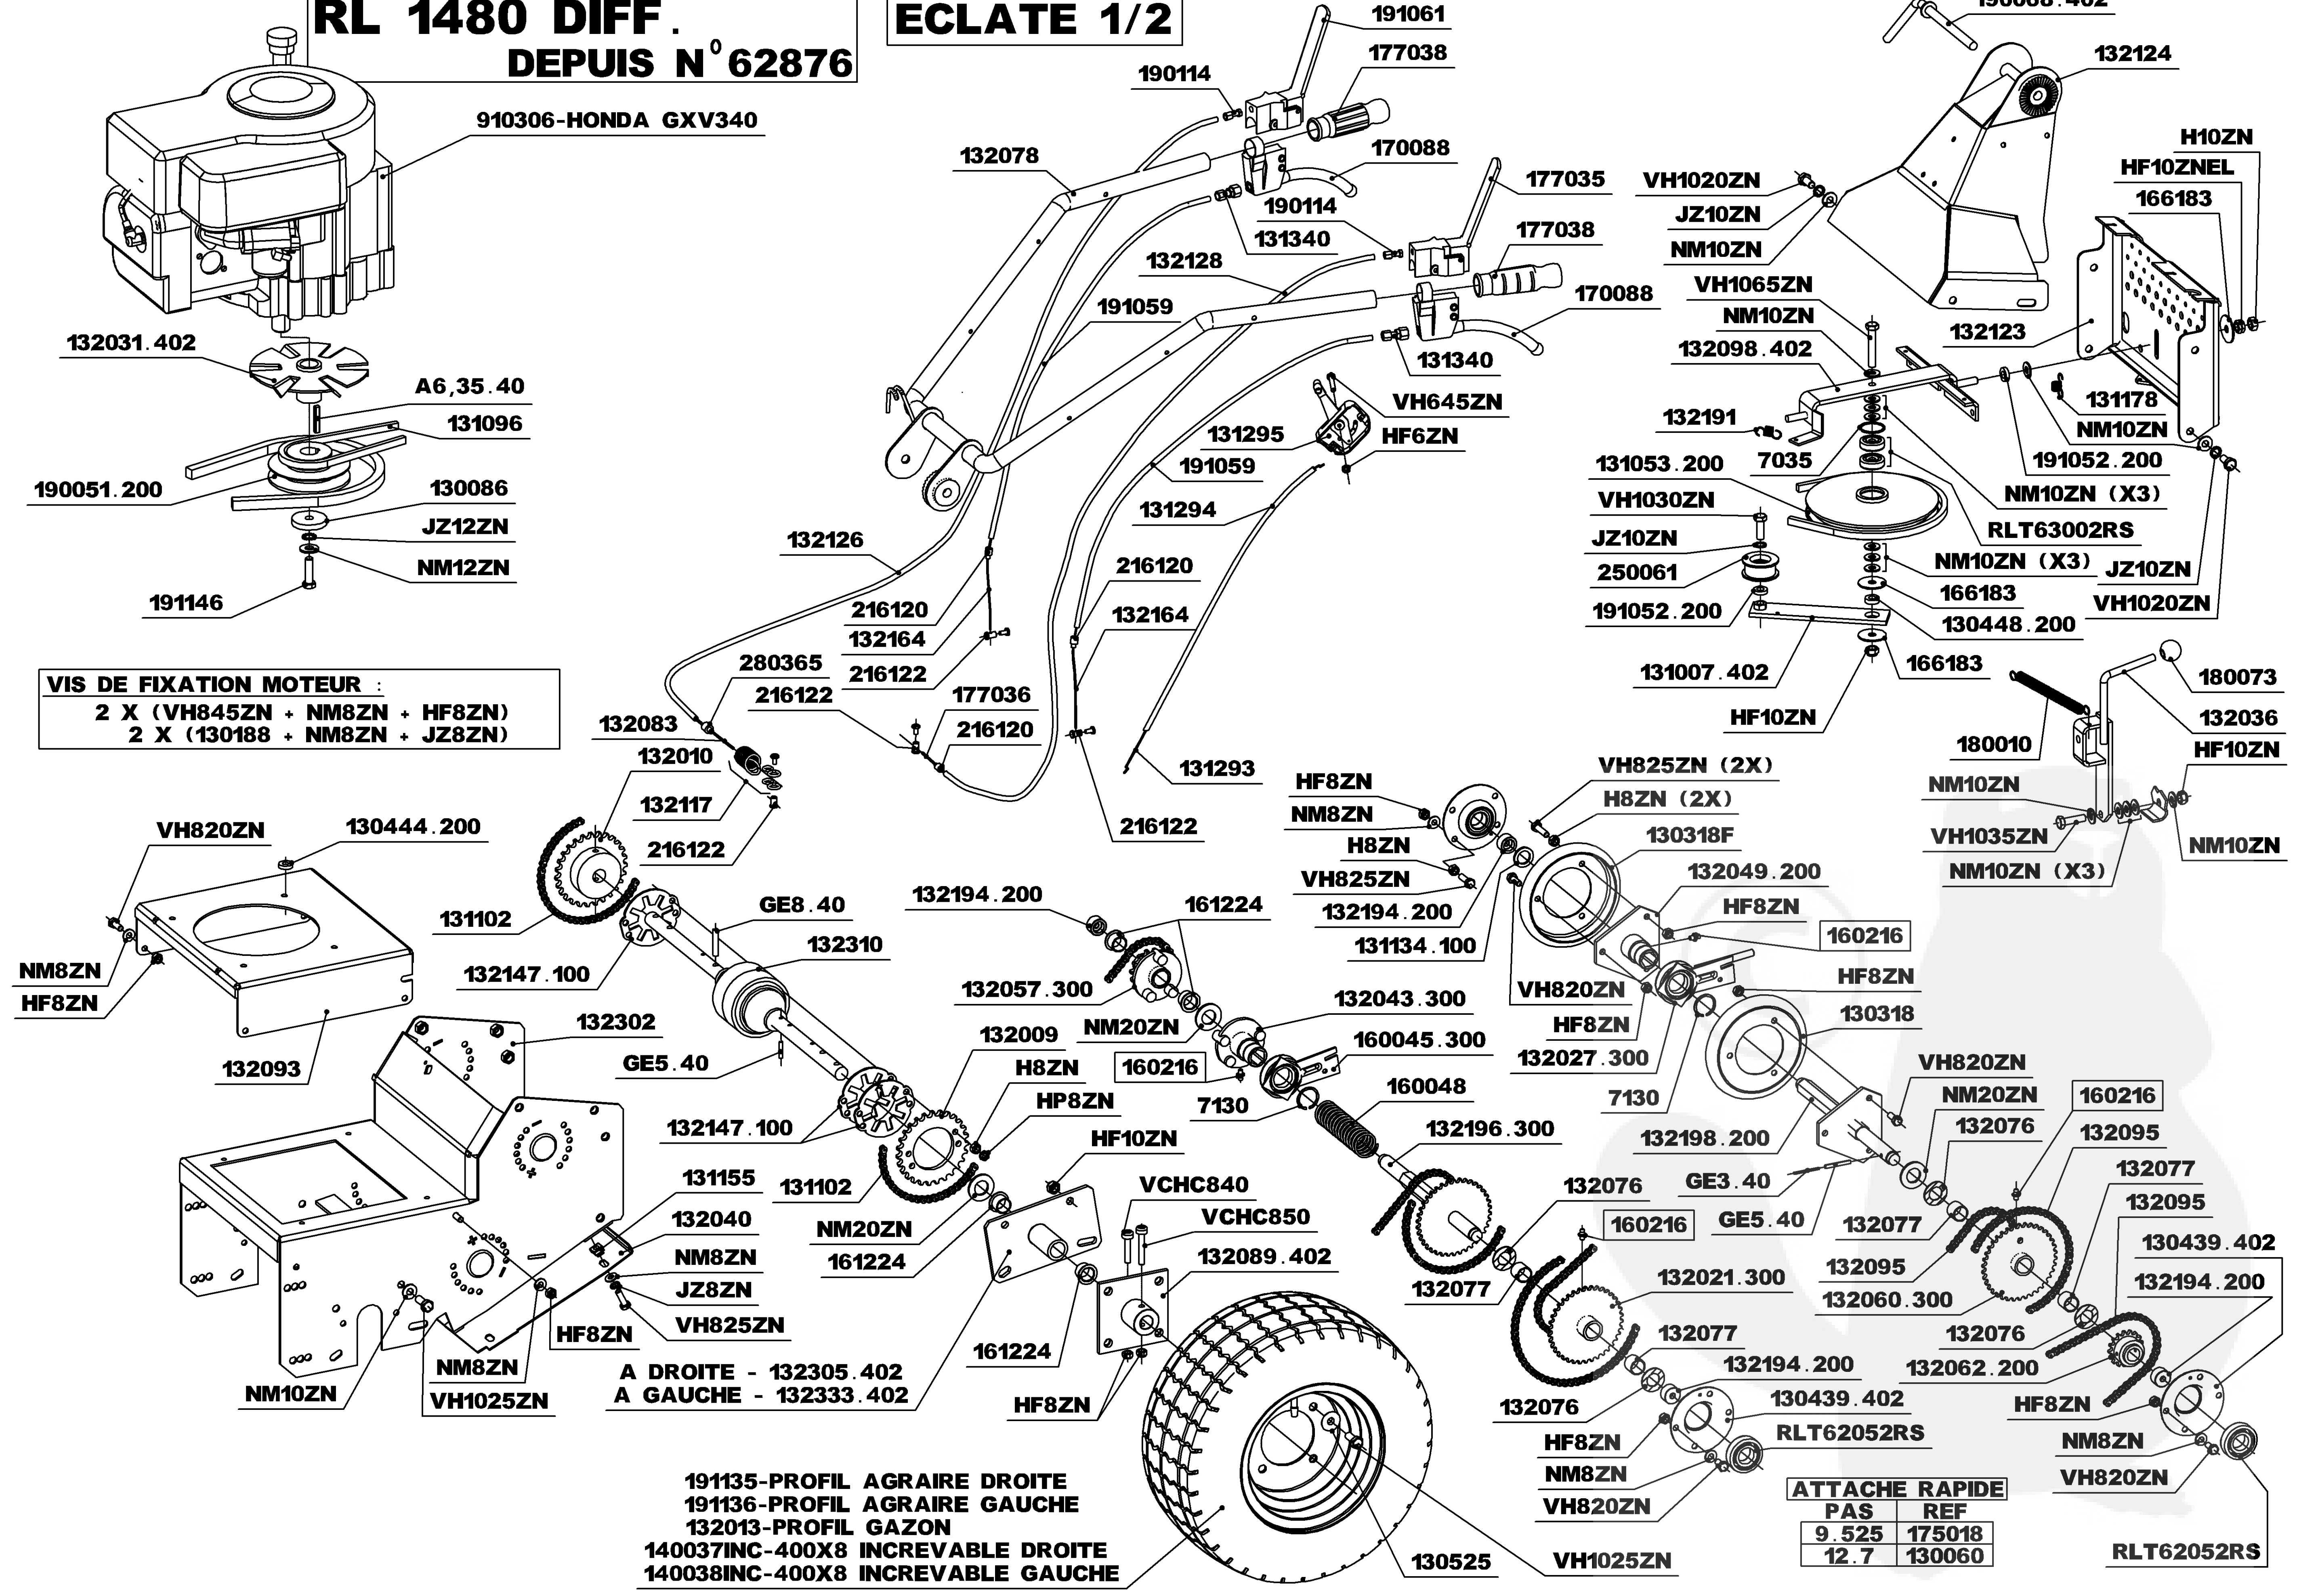 RL 1480 DIFF.
DEPUIS N°62876
ECLATE 1/2
191061
177038
190114
132124
910306-HONDA GXV340
132078
170088
177035
190114
131340
177038
132128
191059
170088
131340
H10ZN
HF10ZNEL
166183
VH1020ZN
JZ10ZN
NM10ZN
VH1065ZN
NM10ZN
132098.402
132123
132031.402
A6,35.40
131096
190051.200
130086
JZ12ZN
NM12ZN
191146
VH645ZN
131295
HF6ZN
191059
131294
132191
131178
NM10ZN
7035
191052.200
131053.200
NM10ZN (X3)
VH1030ZN
RLT63002RS
JZ10ZN
NM10ZN (X3)
JZ10ZN
250061
166183
VH1020ZN
191052.200
130448.200
131007.402
166183
HF10ZN
132126
216120
216120
132164
132164
216122
280365
216122
177036
132083
216120
132010
132117
131293
216122
216122
VIS DE FIXATION MOTEUR :
2 X (VH845ZN + NM8ZN + HF8ZN)
2 X (130188 + NM8ZN + JZ8ZN)
180073
132036
180010
HF10ZN
NM10ZN
VH1035ZN
NM10ZN
NM10ZN (X3)
VH820ZN
130444.200
NM8ZN
HF8ZN
132093
131102
132147.100
GE8.40
132310
GE5.40
132147.100
132302
132009
H8ZN
HP8ZN
131102
NM20ZN
161224
HF10ZN
132194.200
161224
132057.300
NM20ZN
132043.300
160216
160045.300
7130
160048
132196.300
HF8ZN
NM8ZN
H8ZN
VH825ZN
132194.200
131134.100
VH825ZN (2X)
H8ZN (2X)
130318F
132049.200
HF8ZN
160216
HF8ZN
VH820ZN
HF8ZN
132027.300
130318
7130
VH820ZN
NM20ZN
132076
160216
132095
132198.200
GE3.40
GE5.40
132077
132077
132095
130439.402
132194.200
132095
132060.300
132076
132062.200
HF8ZN
NM8ZN
VH820ZN
RLT62052RS
131155
132040
NM8ZN
JZ8ZN
VH825ZN
HF8ZN
NM8ZN
VH1025ZN
NM10ZN
A DROITE - 132305.402
A GAUCHE - 132333.402
VCHC840
VCHC850
132089.402
161224
HF8ZN
132076
160216
132077
132021.300
132077
132194.200
132076
130439.402
HF8ZN
RLT62052RS
NM8ZN
VH820ZN
191135-PROFIL AGRAIRE DROITE
191136-PROFIL AGRAIRE GAUCHE
132013-PROFIL GAZON
140037INC-400X8 INCREVABLE DROITE
140038INC-400X8 INCREVABLE GAUCHE
130525
VH1025ZN
ATTACHE RAPIDE
PAS REF
9.525 175018
12.7 130060